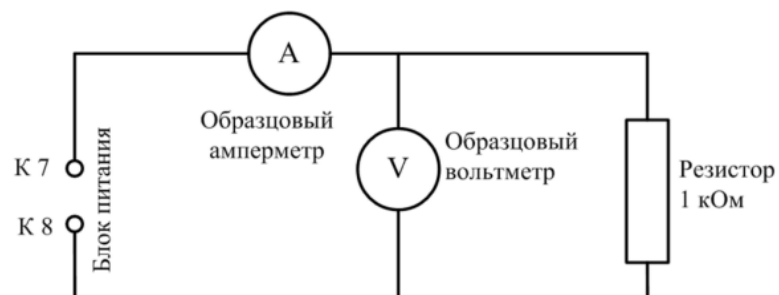 A
Образцовый
амперметр
К 7
К 8
Блок питания
V
Образцовый
вольтметр
Резистор
1 кОм